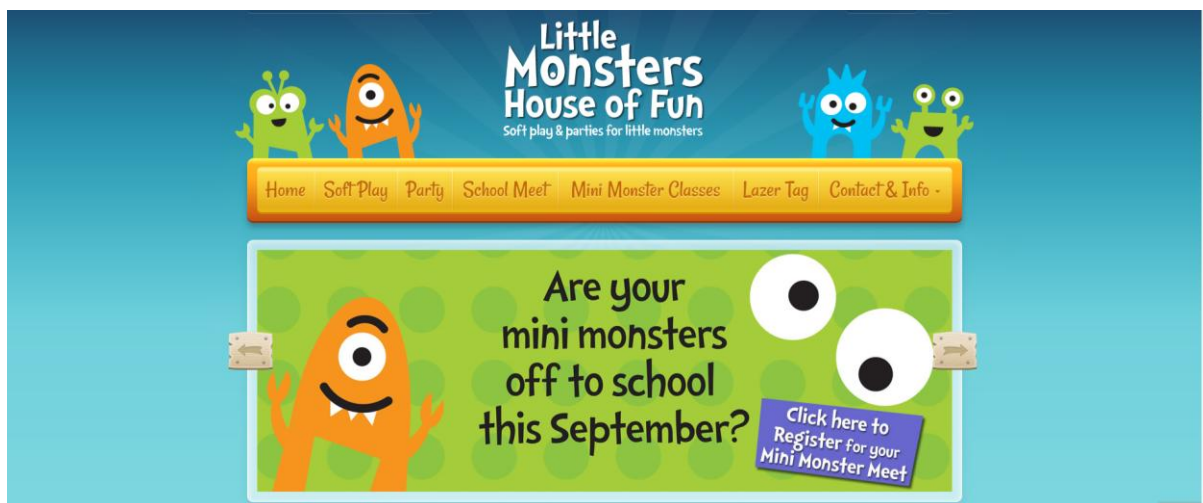 Little
Monsters
House of Fun
Soft play & parties for little monsters
Home Soft Play Party School Meet Mini Monster Classes Lazer Tag Contact & Info
Are your
mini monsters
off to school
this September?
Click here to
Register for your
Mini Monster Meet